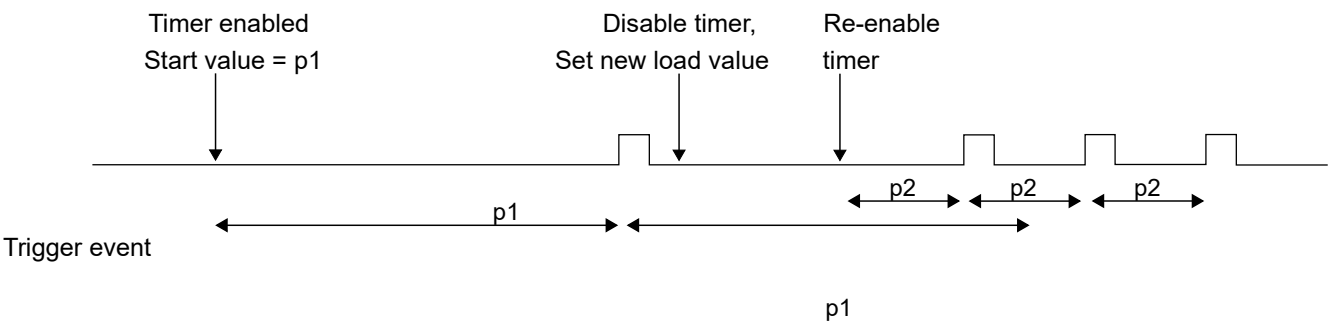 Timer enabled
Start value = p1
Disable timer,
Set new load value
Re-enable
timer
p2
p2
p2
p1
Trigger event
p1